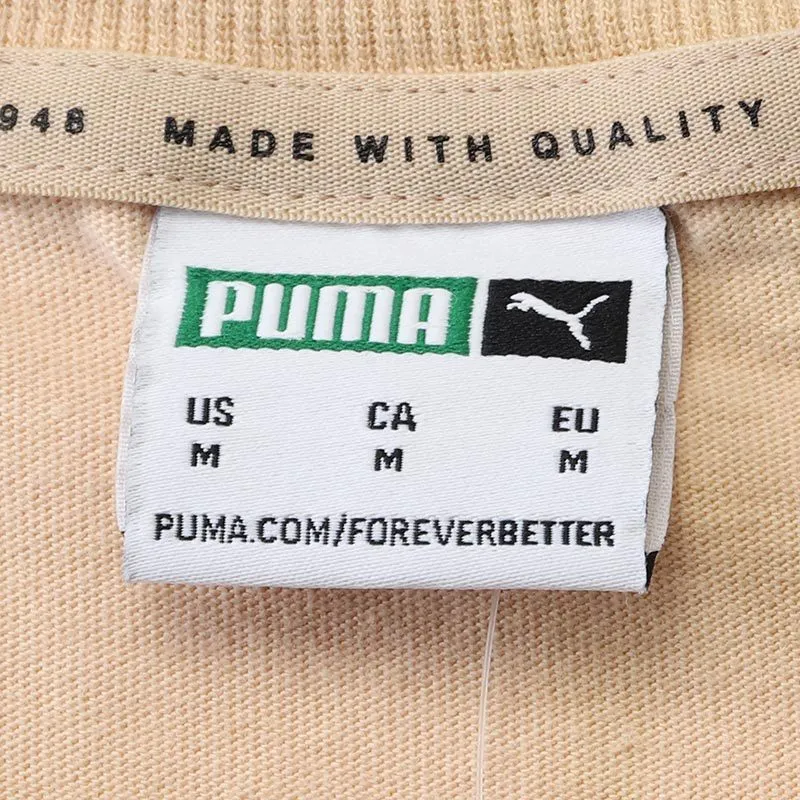 948 MADE WITH QUALITY
PUMA
US CA EU
M M M
PUMA.COM/FOREVERBETTER